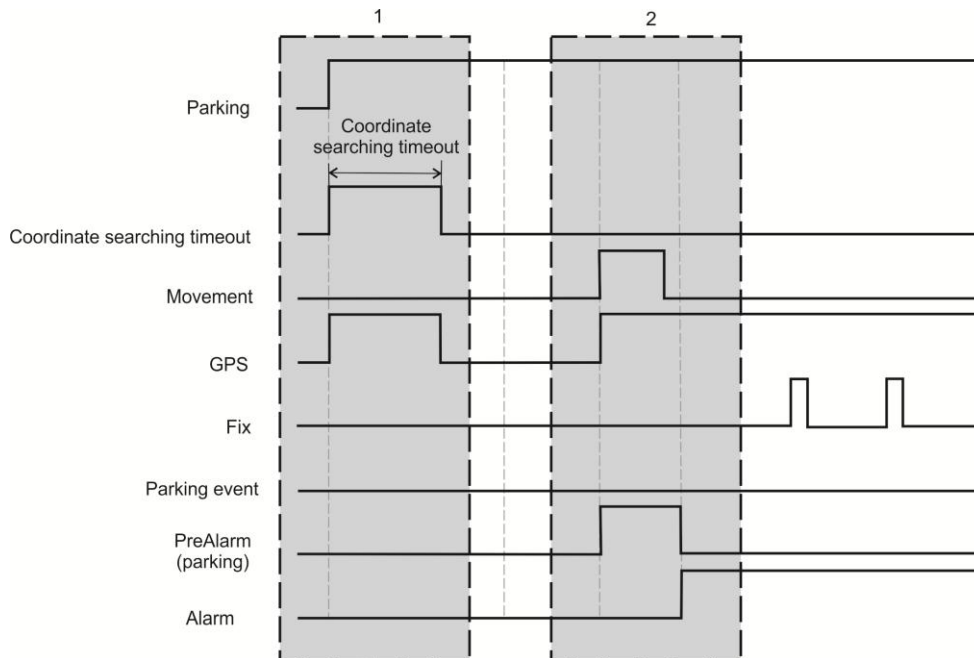 1
2
Parking
Coordinate
searching timeout
Coordinate searching timeout
Movement
GPS
Fix
Parking event
PreAlarm
(parking)
Alarm